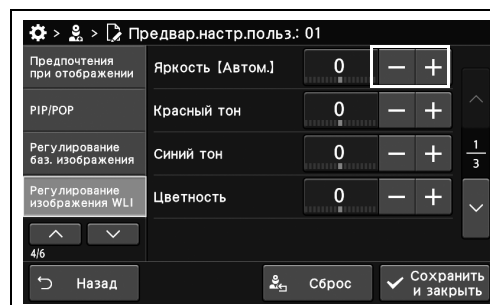 > > Предвар.настр.польз.: 01
Предпочтения
при отображении
Яркость [Автом.]
0
− +
PIP/POP
Красный тон
0
− +
Регулирование
баз. изображения
Синий тон
0
− +
1
3
Регулирование
изображения WLI
Цветность
0
− +
4/6
Назад
Сброс
Сохранить
и закрыть